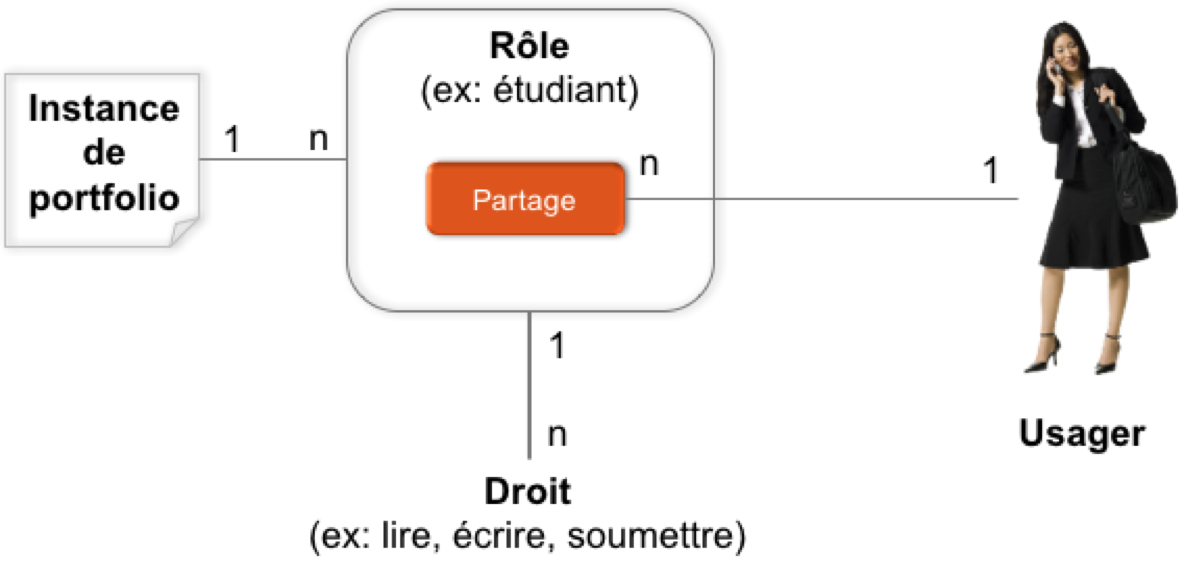 Rôle
(ex: étudiant)
Instance
de
portfolio
1
n
Partage
n
1
1
n
Usager
Droit
(ex: lire, écrire, soumettre)